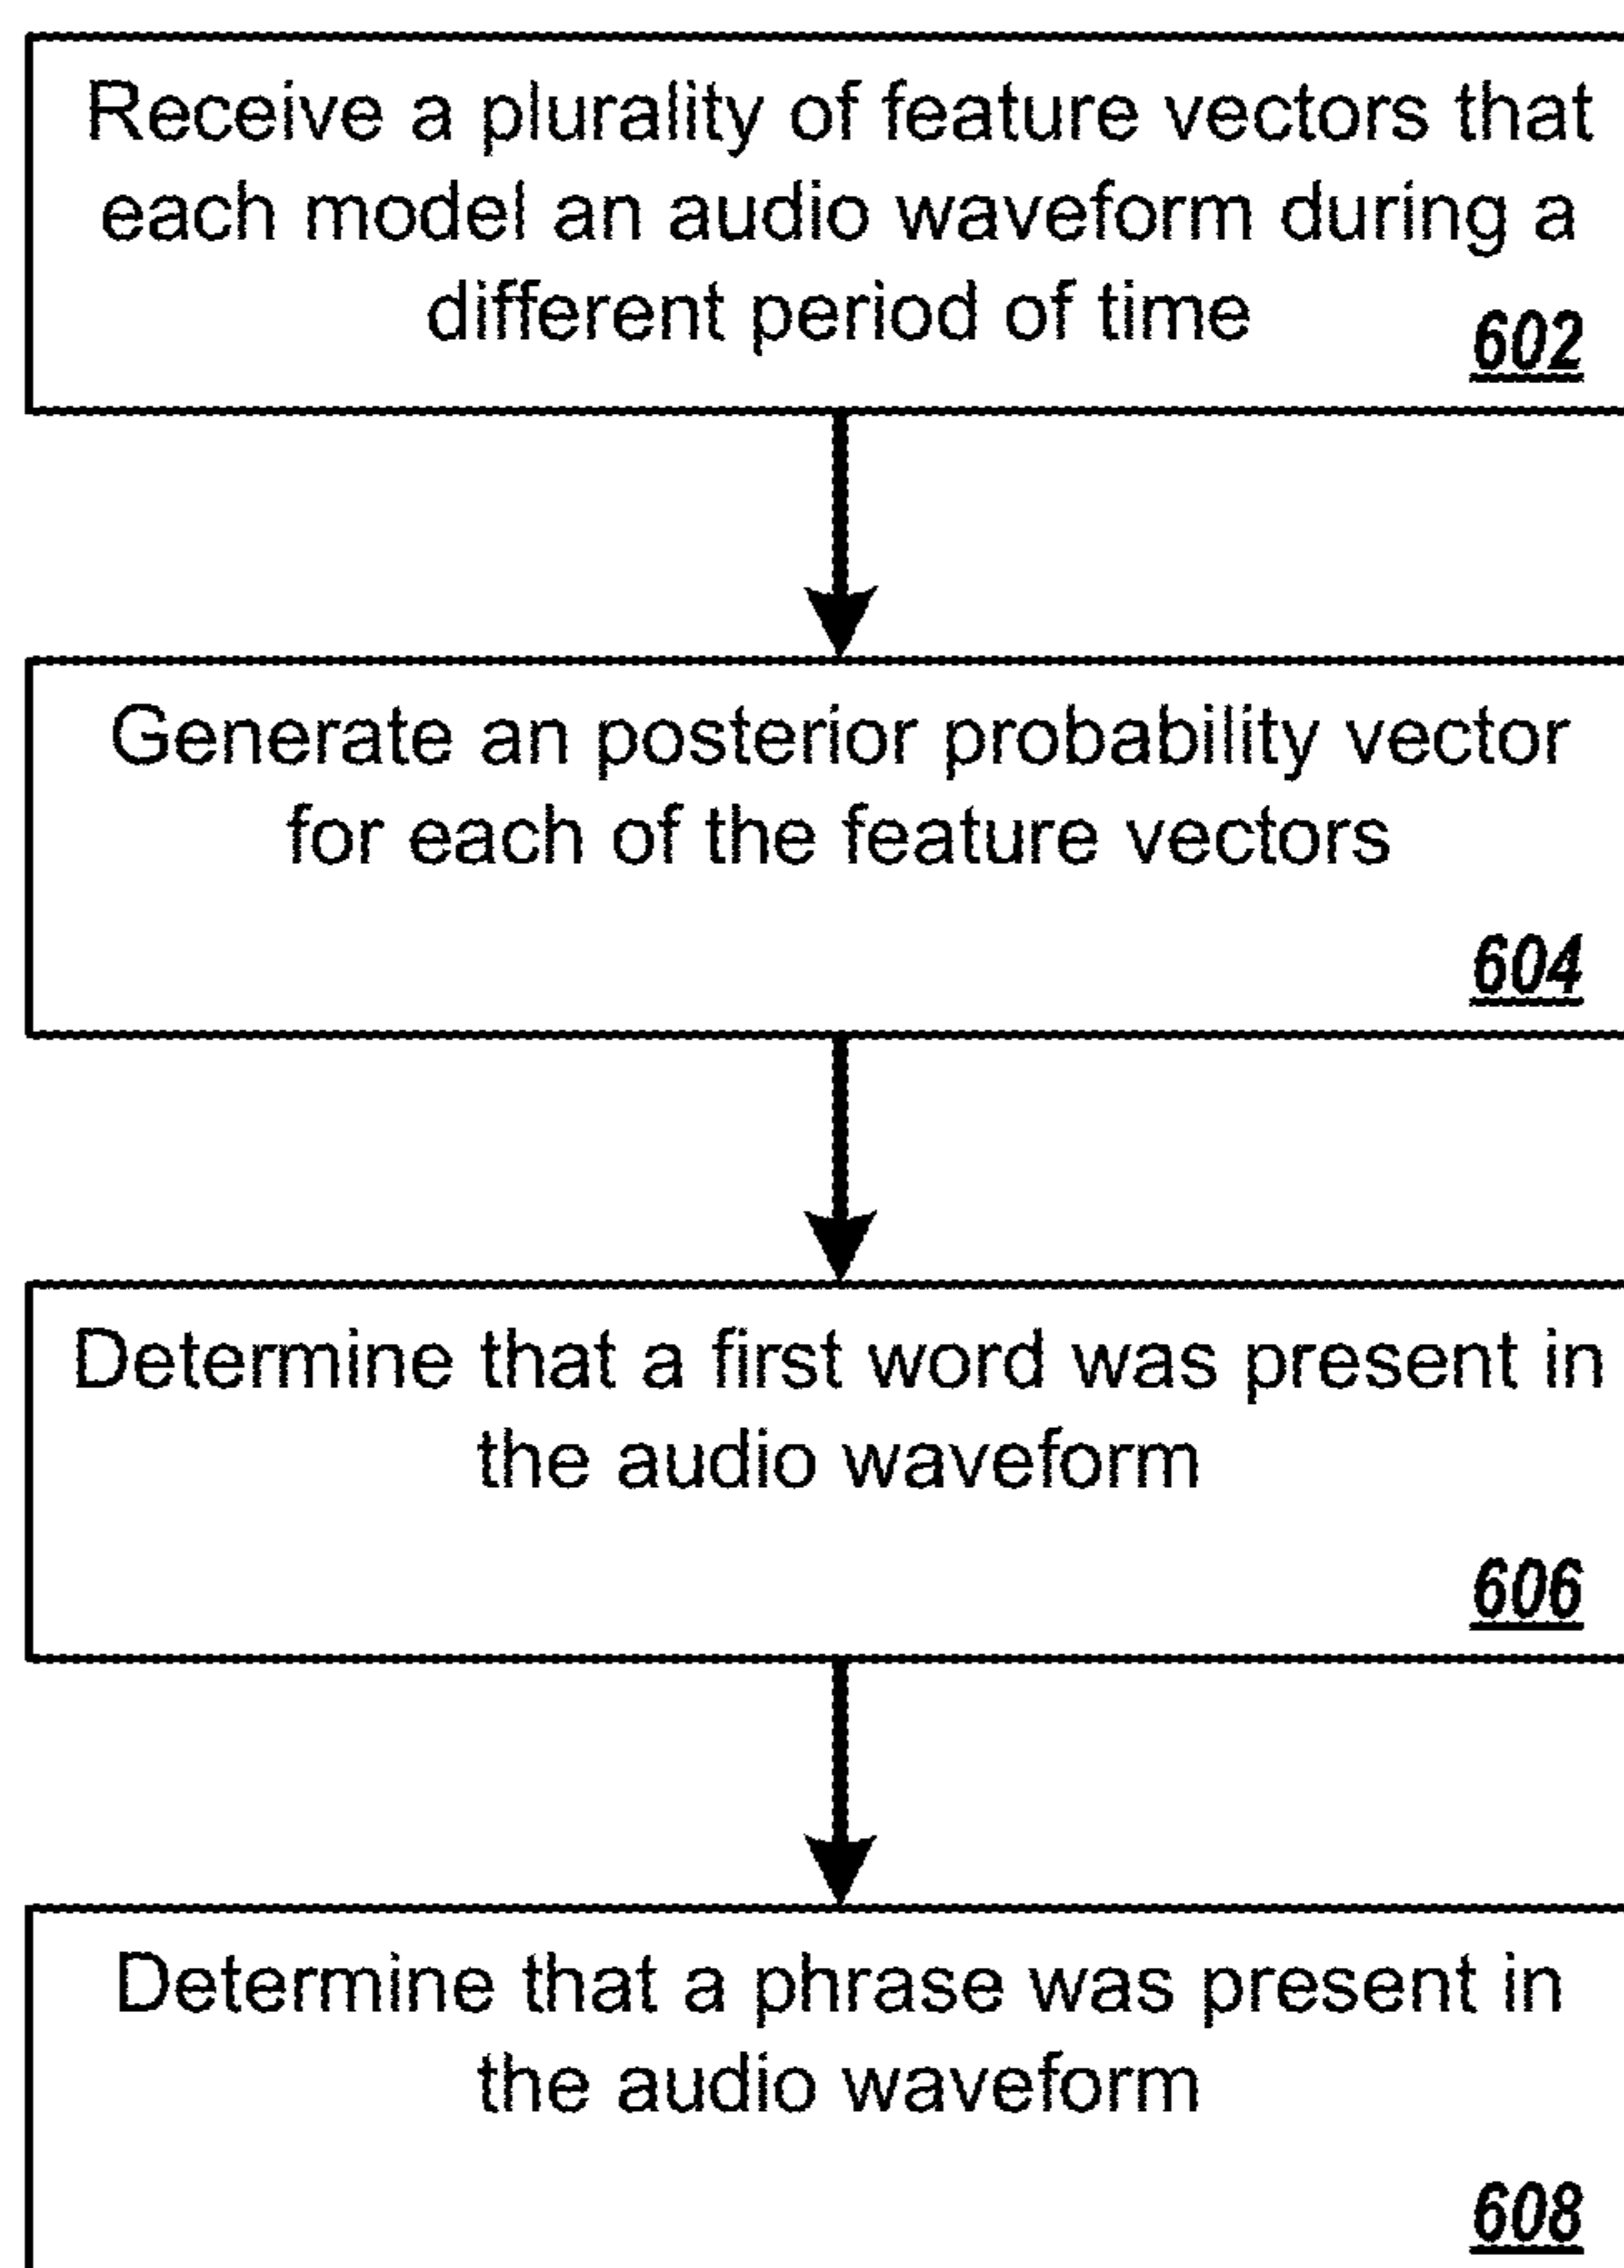 Receive a plurality of feature vectors that
each model an audio waveform during a
different period of time
602
Generate an posterior probability vector
for each of the feature vectors
604
Determine that a first word was present in
the audio waveform
606
Determine that a phrase was present in
the audio waveform
608